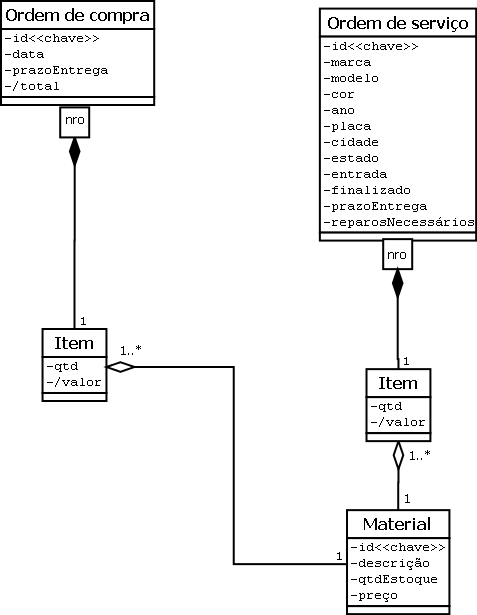 Ordem de compra
-id<<chave>>
-data
-prazoEntrega
-/total
nro
1
Item
-qtd
-/valor
1..*
Ordem de serviço
-id<<chave>>
-marca
-modelo
-cor
-ano
-placa
-cidade
-estado
-entrada
-finalizado
-prazoEntrega
-reparosNecessários
nro
1
Item
-qtd
-/valor
1..*
1
1
Material
-id<<chave>>
-descrição
-qtdEstoque
-preço